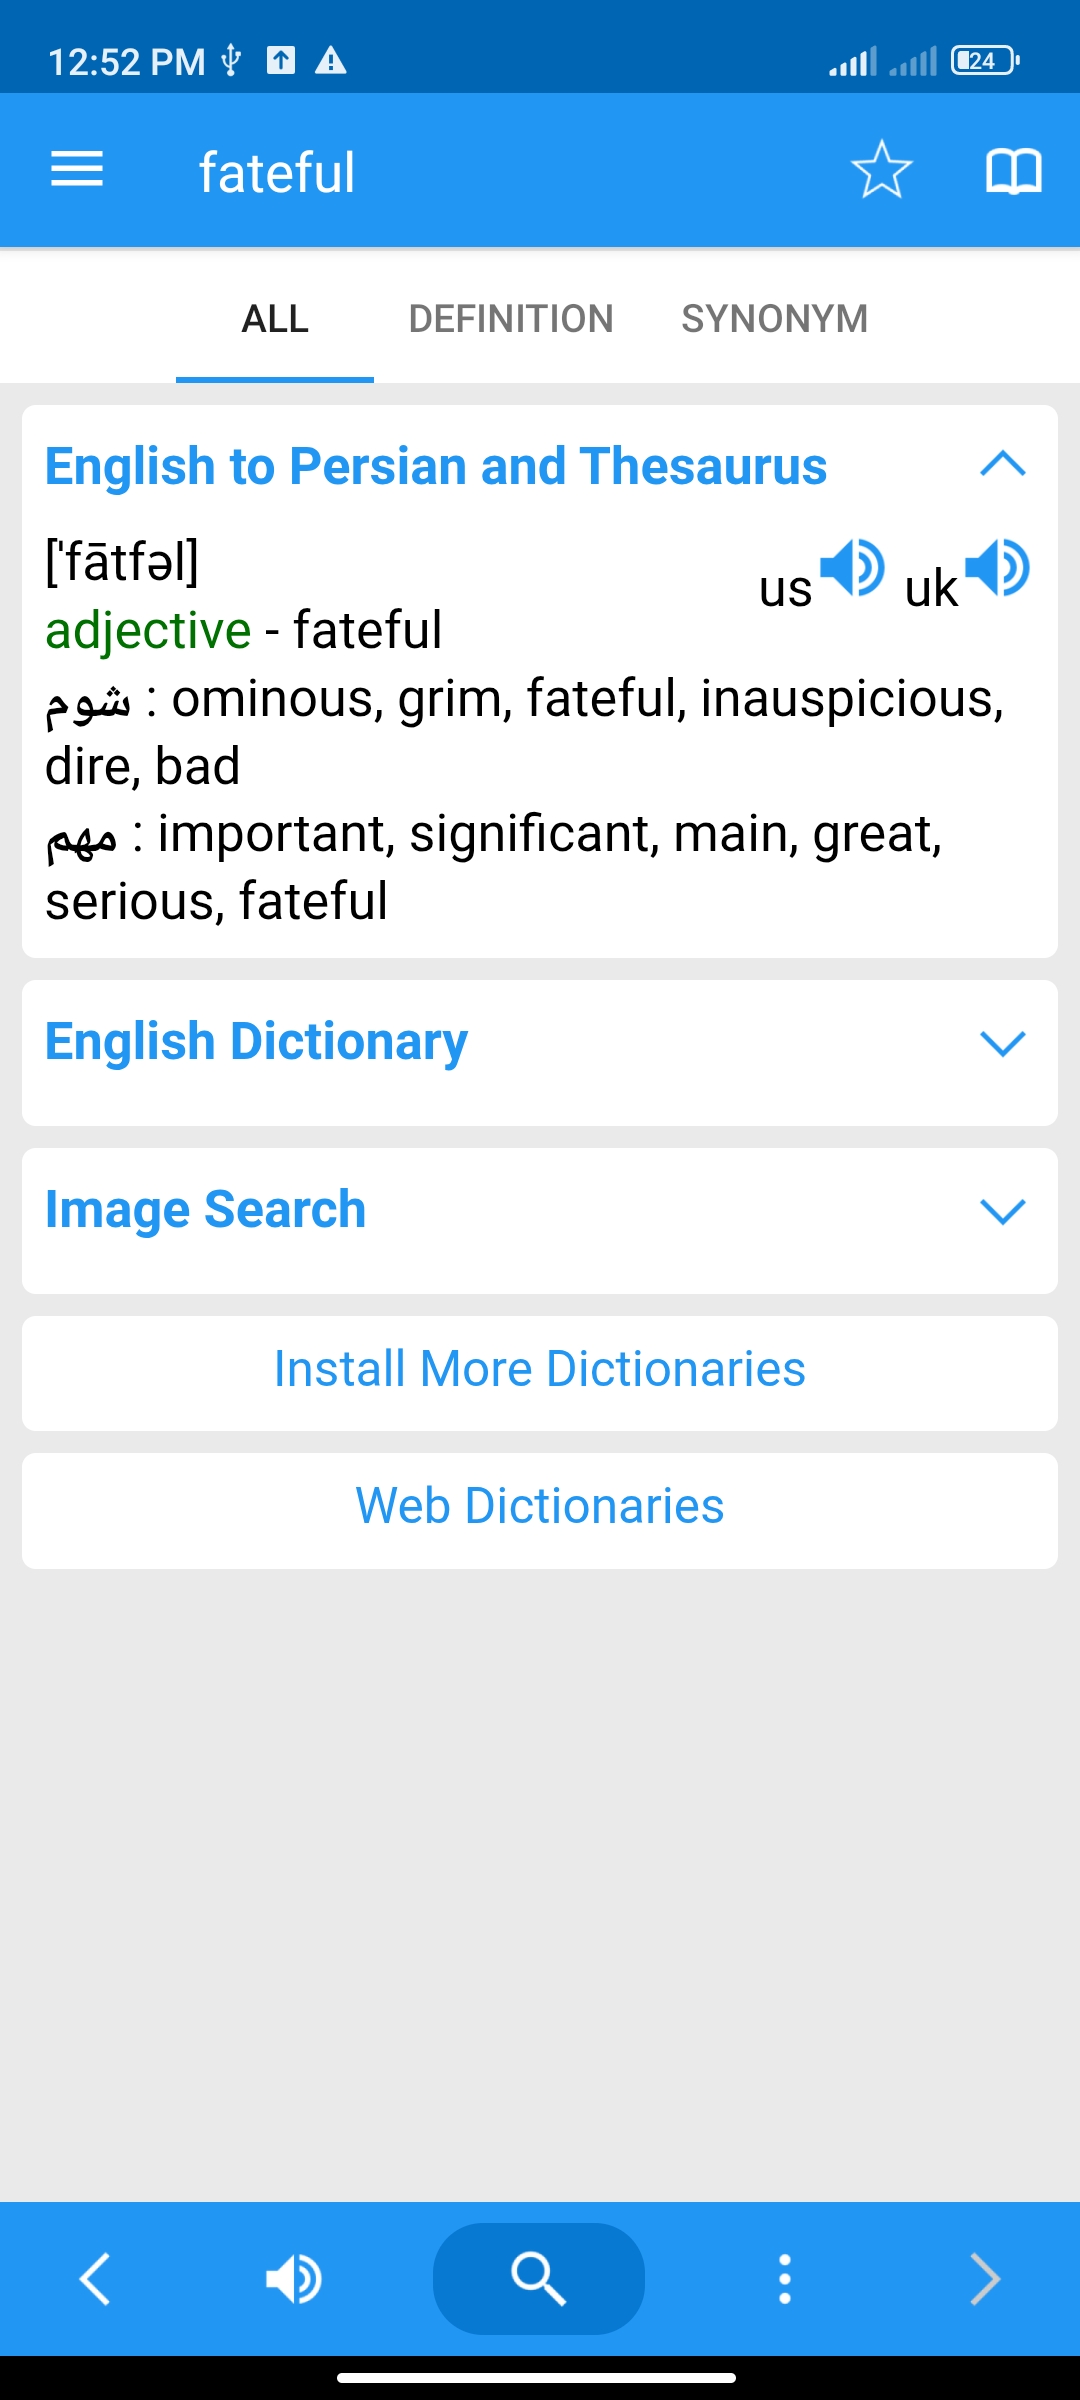 12:52 PM 24
fateful
ALL DEFINITION SYNONYM
English to Persian and Thesaurus
['fātfəl]
us uk
adjective - fateful
شوم : ominous, grim, fateful, inauspicious,
dire, bad
مهم : important, significant, main, great,
serious, fateful
English Dictionary
Image Search
Install More Dictionaries
Web Dictionaries